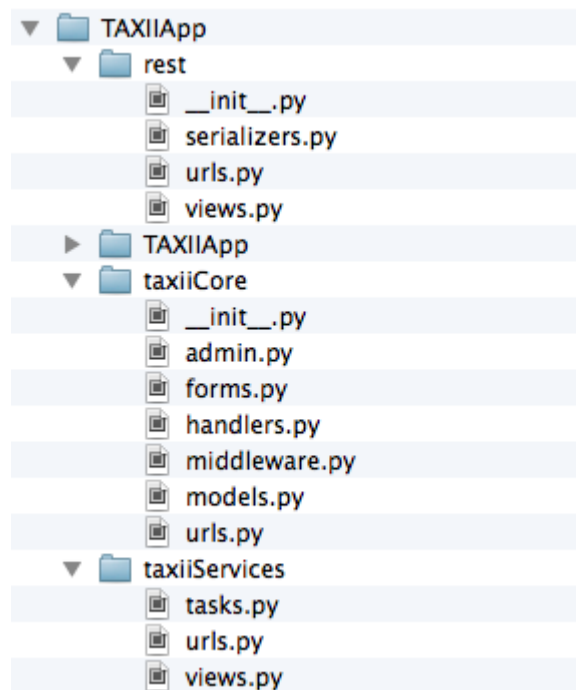 TAXIIApp
rest
__init__.py
serializers.py
urls.py
views.py
TAXIIApp
taxiiCore
__init__.py
admin.py
forms.py
handlers.py
middleware.py
models.py
urls.py
taxiiServices
tasks.py
urls.py
views.py